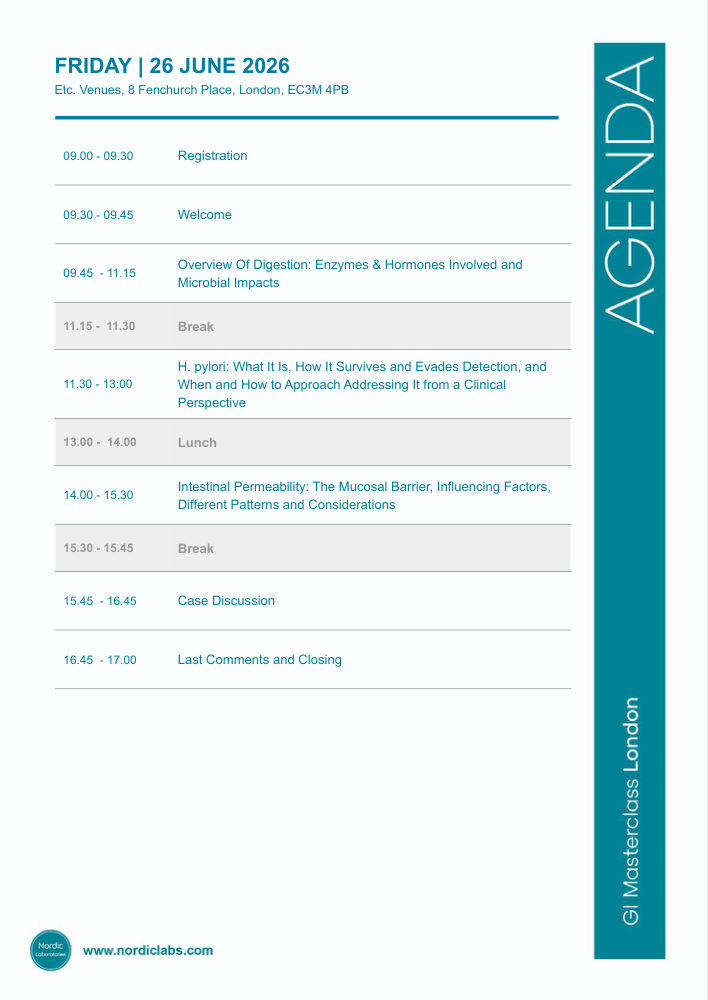 FRIDAY | 26 JUNE 2026
Etc. Venues, 8 Fenchurch Place, London, EC3M 4PB
09.00 - 09.30 Registration
09.30 - 09.45 Welcome
09.45  - 11.15 Overview Of Digestion: Enzymes & Hormones Involved and
Microbial Impacts
11.15 -  11.30 Break
11.30 - 13:00 H. pylori: What It Is, How It Survives and Evades Detection, and
When and How to Approach Addressing It from a Clinical
Perspective
13.00 -  14.00 Lunch
14.00 - 15.30 Intestinal Permeability: The Mucosal Barrier, Influencing Factors,
Different Patterns and Considerations
15.30 - 15.45 Break
15.45  - 16.45 Case Discussion
16.45  - 17.00 Last Comments and Closing
AGENDA
GI Masterclass London
Nordic
Laboratories
www.nordiclabs.com